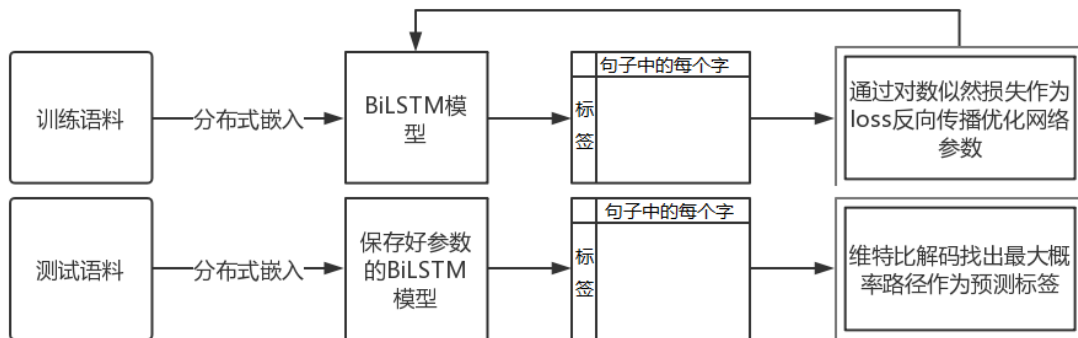 训练语料
分布式嵌入
BiLSTM模
型
句子中的每个字
标
签
通过对数似然损失作为
loss反向传播优化网络
参数
测试语料
分布式嵌入
保存好参数
的BiLSTM
模型
句子中的每个字
标
签
维特比解码找出最大概
率路径作为预测标签